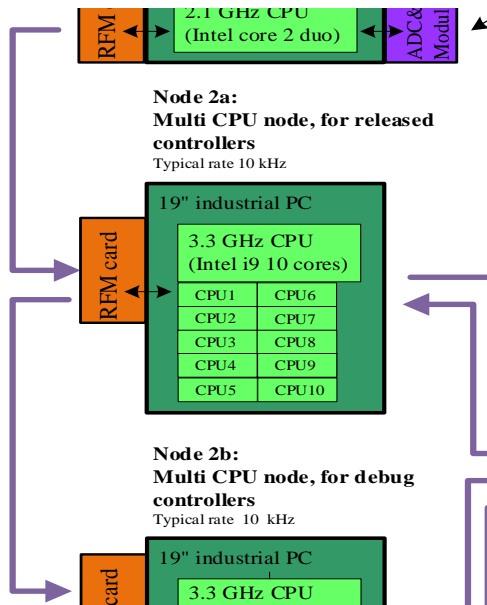 2.1 GHz CPU
(Intel core 2 duo)
RFM
ADC&
Modul
Node 2a:
Multi CPU node, for released
controllers
Typical rate 10 kHz
19" industrial PC
RFM card
3.3 GHz CPU
(Intel i9 10 cores)
CPU1 CPU6
CPU2 CPU7
CPU3 CPU8
CPU4 CPU9
CPU5 CPU10
Node 2b:
Multi CPU node, for debug
controllers
Typical rate 10 kHz
19" industrial PC
card
3.3 GHz CPU